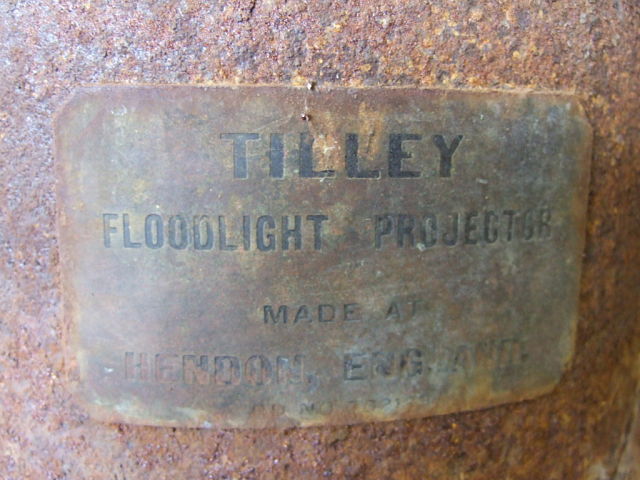 TILLEY
FLOODLIGHT PROJECTOR
MADE AT
HENDON, ENGLAND.